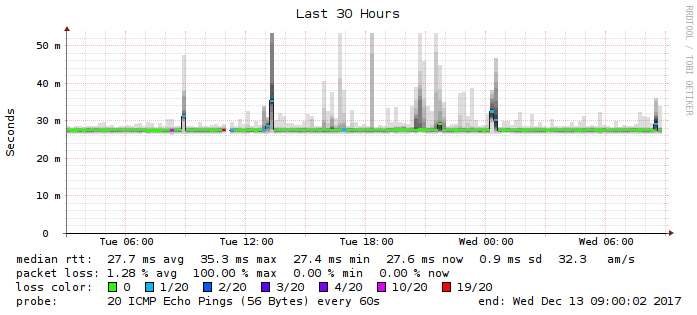 Last 30 Hours
RRDTOOL / TOBI OETIKER
Seconds
50 m
40 m
30 m
20 m
10 m
0
Tue 06:00 Tue 12:00 Tue 18:00 Wed 00:00 Wed 06:00
median rtt: 27.7 ms avg 35.3 ms max 27.4 ms min 27.6 ms now 0.9 ms sd 32.3 am/s
packet loss: 1.28 % avg 100.00 % max 0.00 % min 0.00 % now
loss color: 0 1/20 2/20 3/20 4/20 10/20 19/20
probe: 20 ICMP Echo Pings (56 Bytes) every 60s end: Wed Dec 13 09:00:02 2017